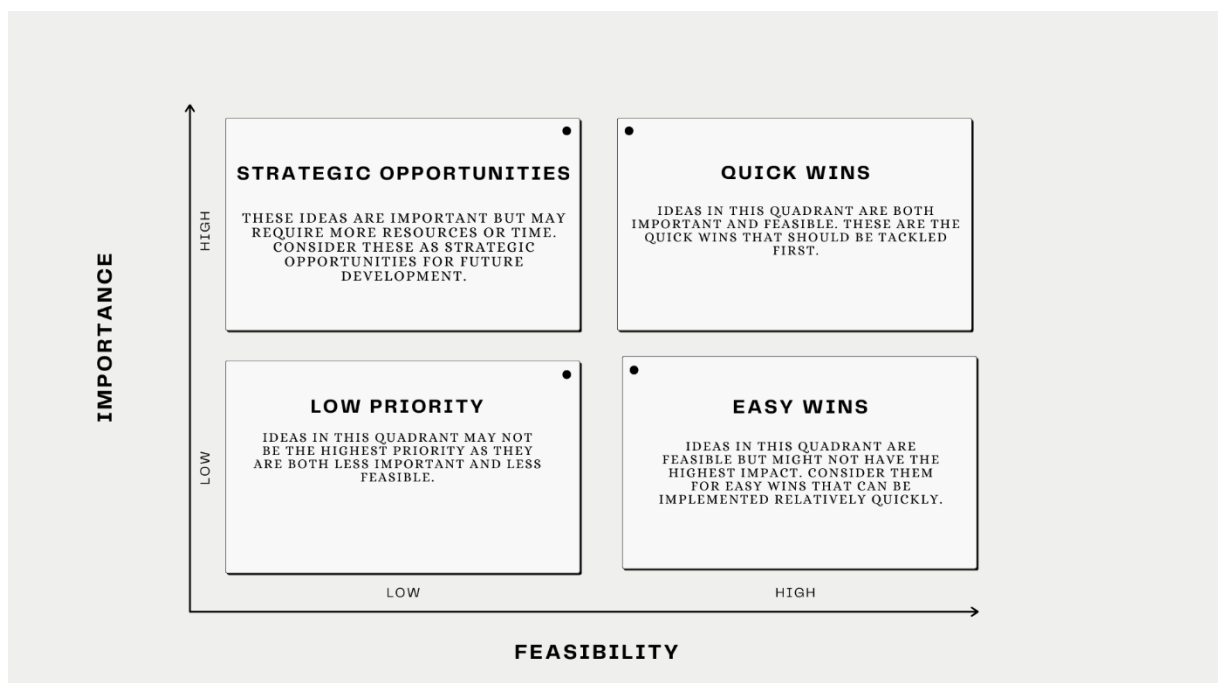 STRATEGIC OPPORTUNITIES
THESE IDEAS ARE IMPORTANT BUT MAY
REQUIRE MORE RESOURCES OR TIME.
CONSIDER THESE AS STRATEGIC
OPPORTUNITIES FOR FUTURE
DEVELOPMENT.
QUICK WINS
IDEAS IN THIS QUADRANT ARE BOTH
IMPORTANT AND FEASIBLE. THESE ARE THE
QUICK WINS THAT SHOULD BE TACKLED
FIRST.
HIGH
IMPORTANCE
LOW
LOW PRIORITY
IDEAS IN THIS QUADRANT MAY NOT
BE THE HIGHEST PRIORITY AS THEY
ARE BOTH LESS IMPORTANT AND LESS
FEASIBLE.
EASY WINS
IDEAS IN THIS QUADRANT ARE
FEASIBLE BUT MIGHT NOT HAVE THE
HIGHEST IMPACT. CONSIDER THEM
FOR EASY WINS THAT CAN BE
IMPLEMENTED RELATIVELY QUICKLY.
LOW
HIGH
FEASIBILITY